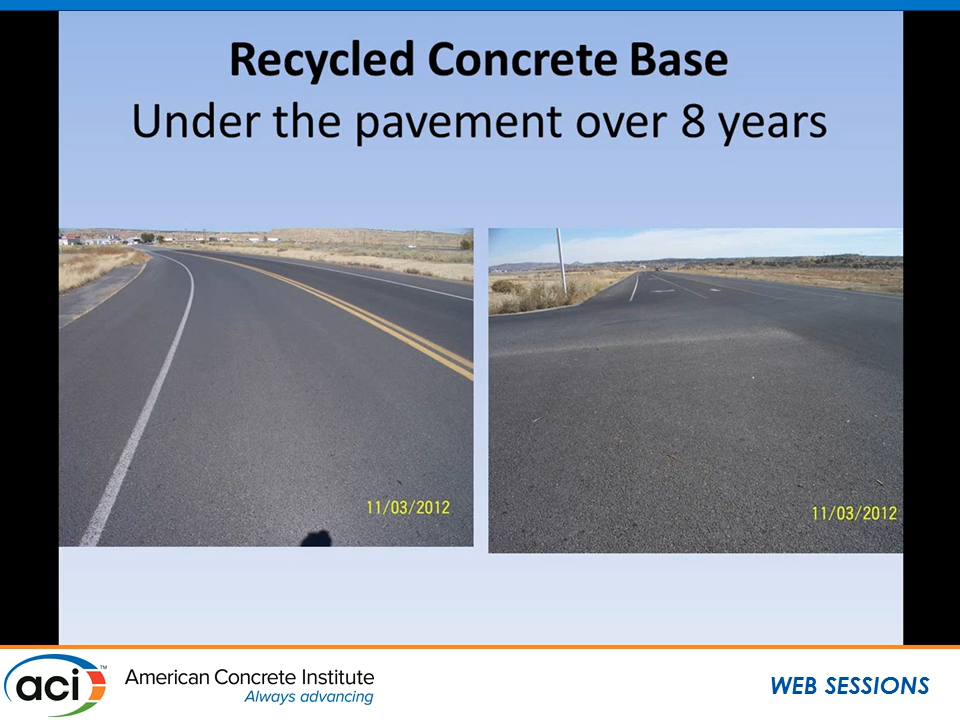 Recycled Concrete Base
Under the pavement over 8 years
11/03/2012
11/03/2012
aci™
American Concrete Institute
Always advancing
WEB SESSIONS